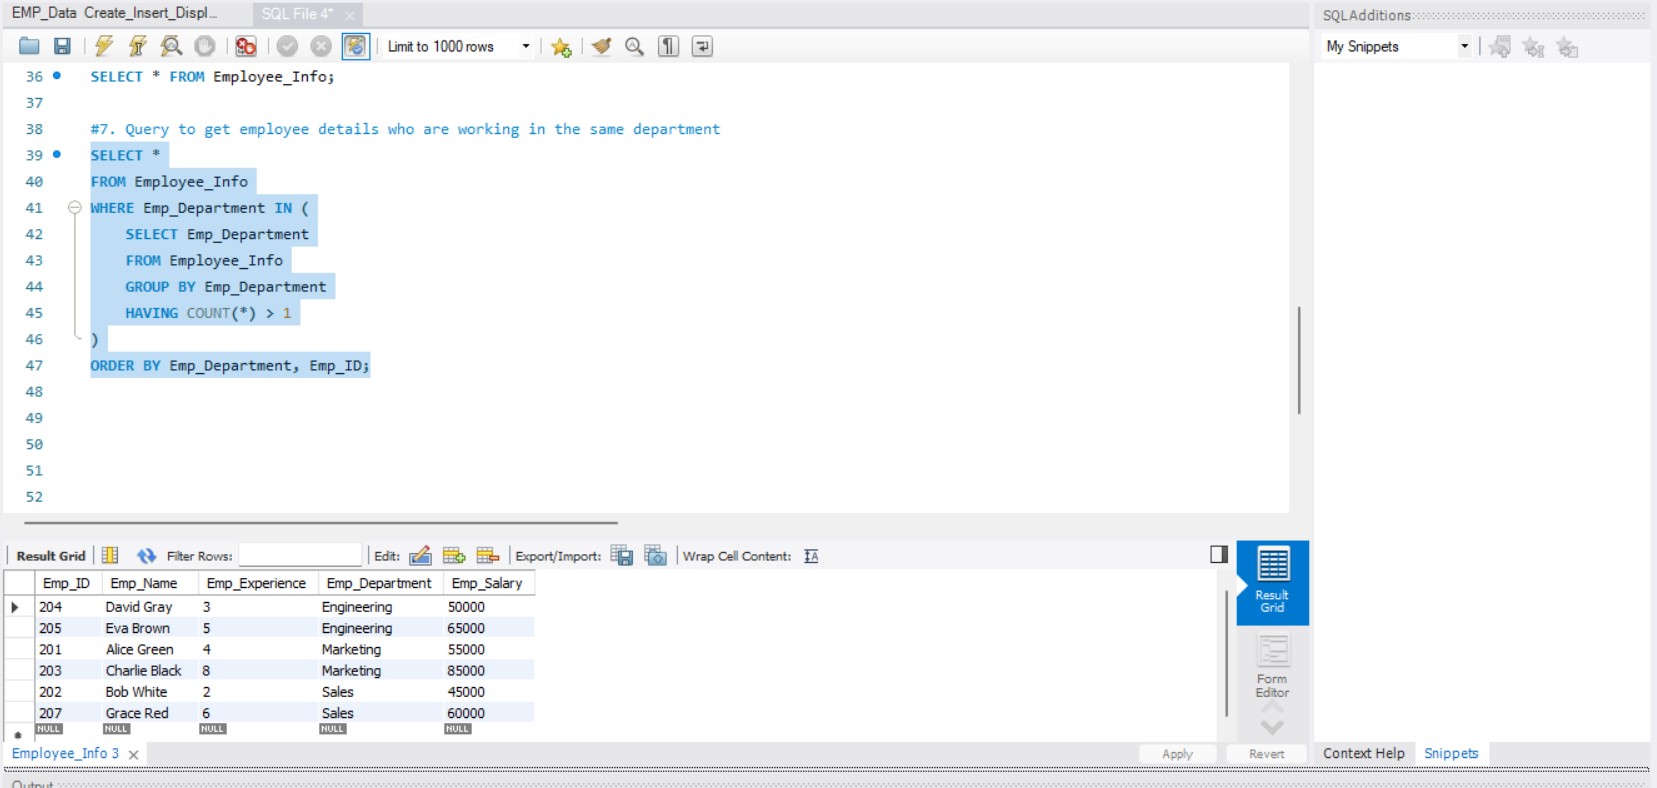 EMP_Data Create_Insert_Displ...
SQL File 4*
SQLAdditions
Limit to 1000 rows
My Snippets
36 SELECT * FROM Employee_Info;
37
38 #7. Query to get employee details who are working in the same department
39 SELECT *
40 FROM Employee_Info
41 WHERE Emp_Department IN (
42 SELECT Emp_Department
43 FROM Employee_Info
44 GROUP BY Emp_Department
45 HAVING COUNT(*) > 1
46 )
47 ORDER BY Emp_Department, Emp_ID;
48
49
50
51
52
Result Grid Filter Rows: Edit: Export/Import: Wrap Cell Content:
Emp_ID Emp_Name Emp_Experience Emp_Department Emp_Salary
204 David Gray 3 Engineering 50000
205 Eva Brown 5 Engineering 65000
201 Alice Green 4 Marketing 55000
203 Charlie Black 8 Marketing 85000
202 Bob White 2 Sales 45000
207 Grace Red 6 Sales 60000
NULL NULL NULL NULL NULL
Result
Grid
Form
Editor
Employee_Info 3
Apply
Revert
Context Help
Snippets
Output